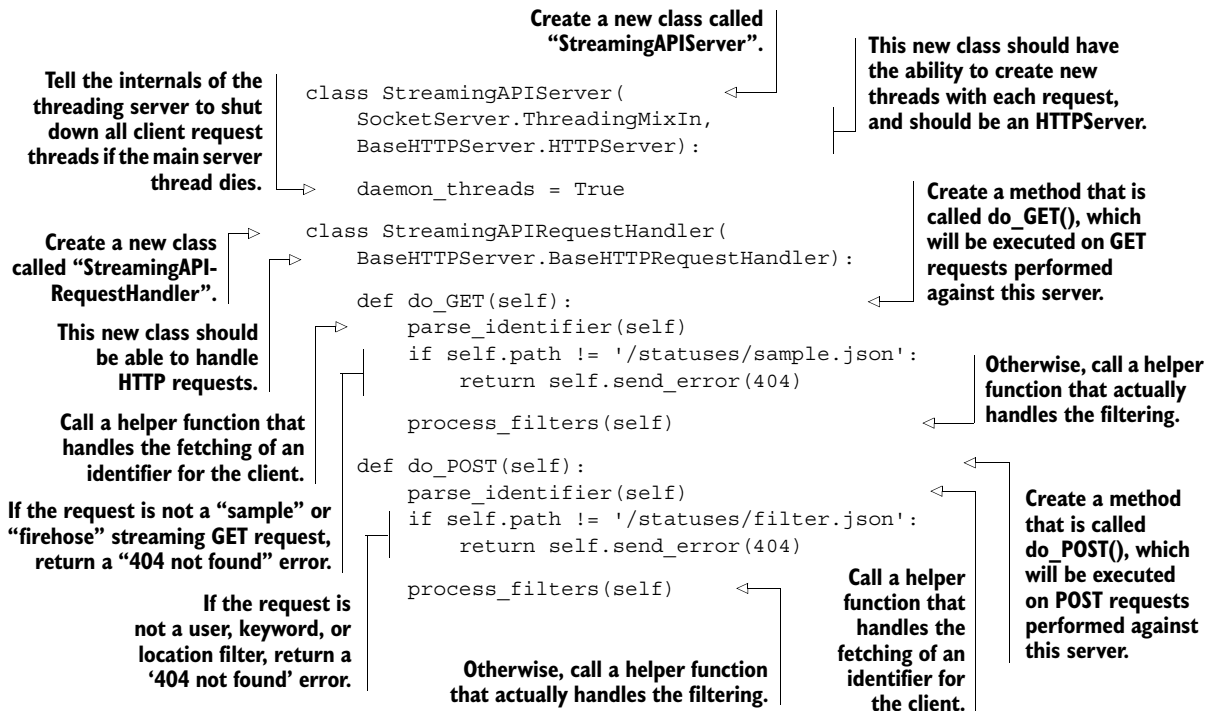 Create a new class called
“StreamingAPIServer”.
This new class should have
the ability to create new
threads with each request,
and should be an HTTPServer.
Tell the internals of the
threading server to shut
down all client request
threads if the main server
thread dies.
class StreamingAPIServer(
SocketServer.ThreadingMixIn,
BaseHTTPServer.HTTPServer):
daemon_threads = True
Create a new class
called “StreamingAPI-
RequestHandler”.
class StreamingAPIRequestHandler(
BaseHTTPServer.BaseHTTPRequestHandler):
This new class should
be able to handle
HTTP requests.
Create a method that is
called do_GET(), which
will be executed on GET
requests performed
against this server.
def do_GET(self):
parse_identifier(self)
if self.path != '/statuses/sample.json':
return self.send_error(404)
process_filters(self)
Call a helper function that
handles the fetching of an
identifier for the client.
If the request is not a “sample” or
“firehose” streaming GET request,
return a “404 not found” error.
Otherwise, call a helper
function that actually
handles the filtering.
def do_POST(self):
parse_identifier(self)
if self.path != '/statuses/filter.json':
return self.send_error(404)
process_filters(self)
If the request is
not a user, keyword, or
location filter, return a
‘404 not found’ error.
Otherwise, call a helper function
that actually handles the filtering.
Call a helper
function that
handles the
fetching of an
identifier for
the client.
Create a method
that is called
do_POST(), which
will be executed
on POST requests
performed against
this server.